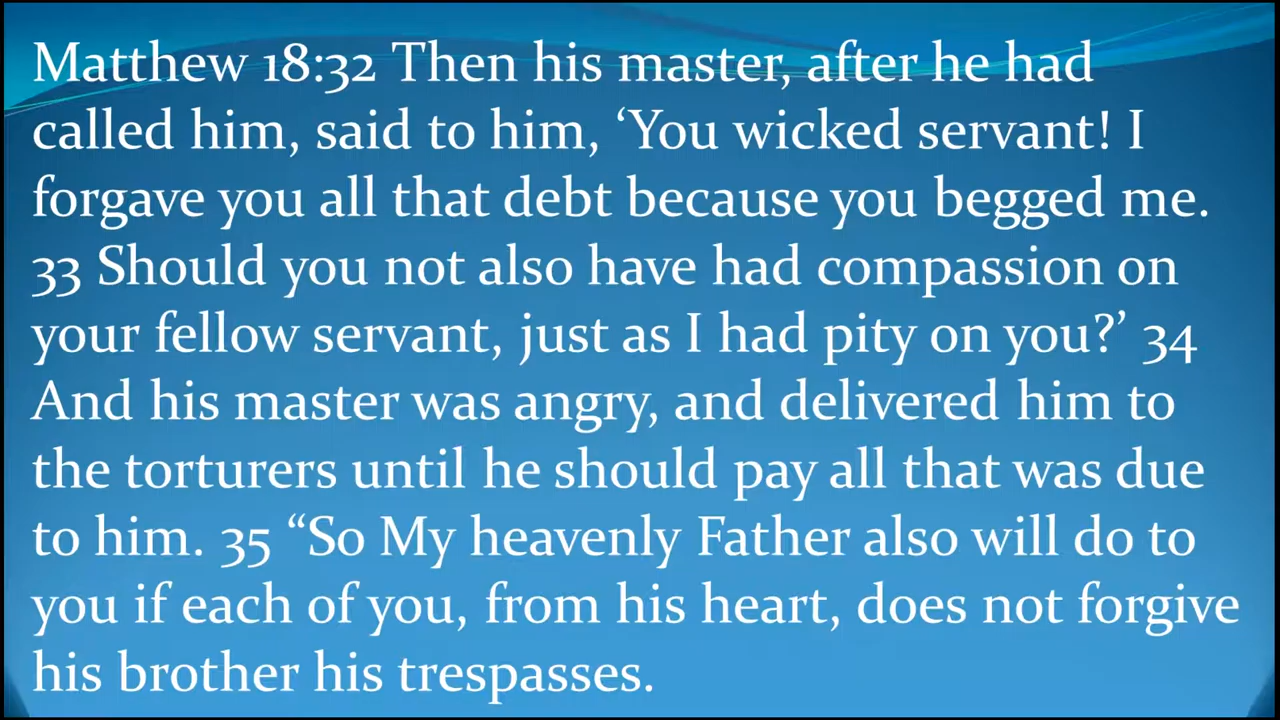 Matthew 18:32 Then his master, after he had
called him, said to him, ‘You wicked servant! I
forgave you all that debt because you begged me.
33 Should you not also have had compassion on
your fellow servant, just as I had pity on you?’ 34
And his master was angry, and delivered him to
the torturers until he should pay all that was due
to him. 35 “So My heavenly Father also will do to
you if each of you, from his heart, does not forgive
his brother his trespasses.